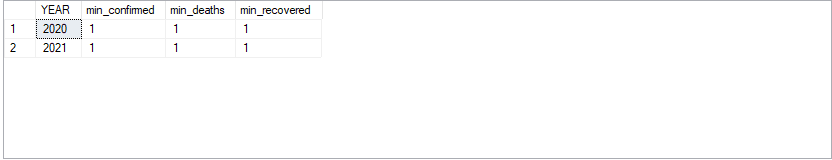 YEAR min_confirmed min_deaths min_recovered
1 2020 1 1 1
2 2021 1 1 1